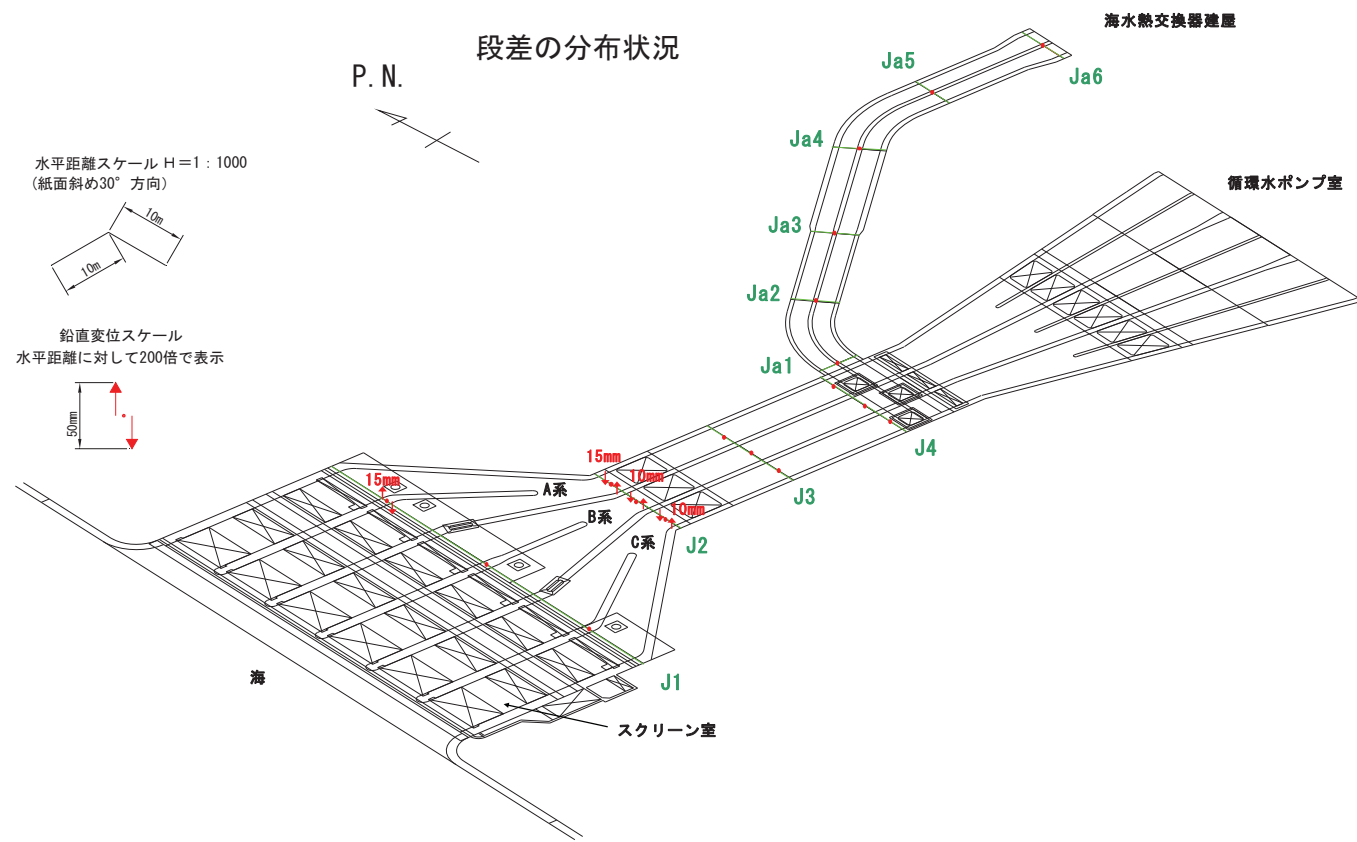 段差の分布状況
P.N.
海水熱交換器建屋
Ja5
Ja6
Ja4
水平距離スケール H=1:1000
(紙面斜め30°方向)
10m
10m
循環水ポンプ室
Ja3
Ja2
鉛直変位スケール
水平距離に対して200倍で表示
50mm
Ja1
J4
J3
15mm
10mm
10mm
15mm
A系
B系
C系
J2
J1
海
スクリーン室